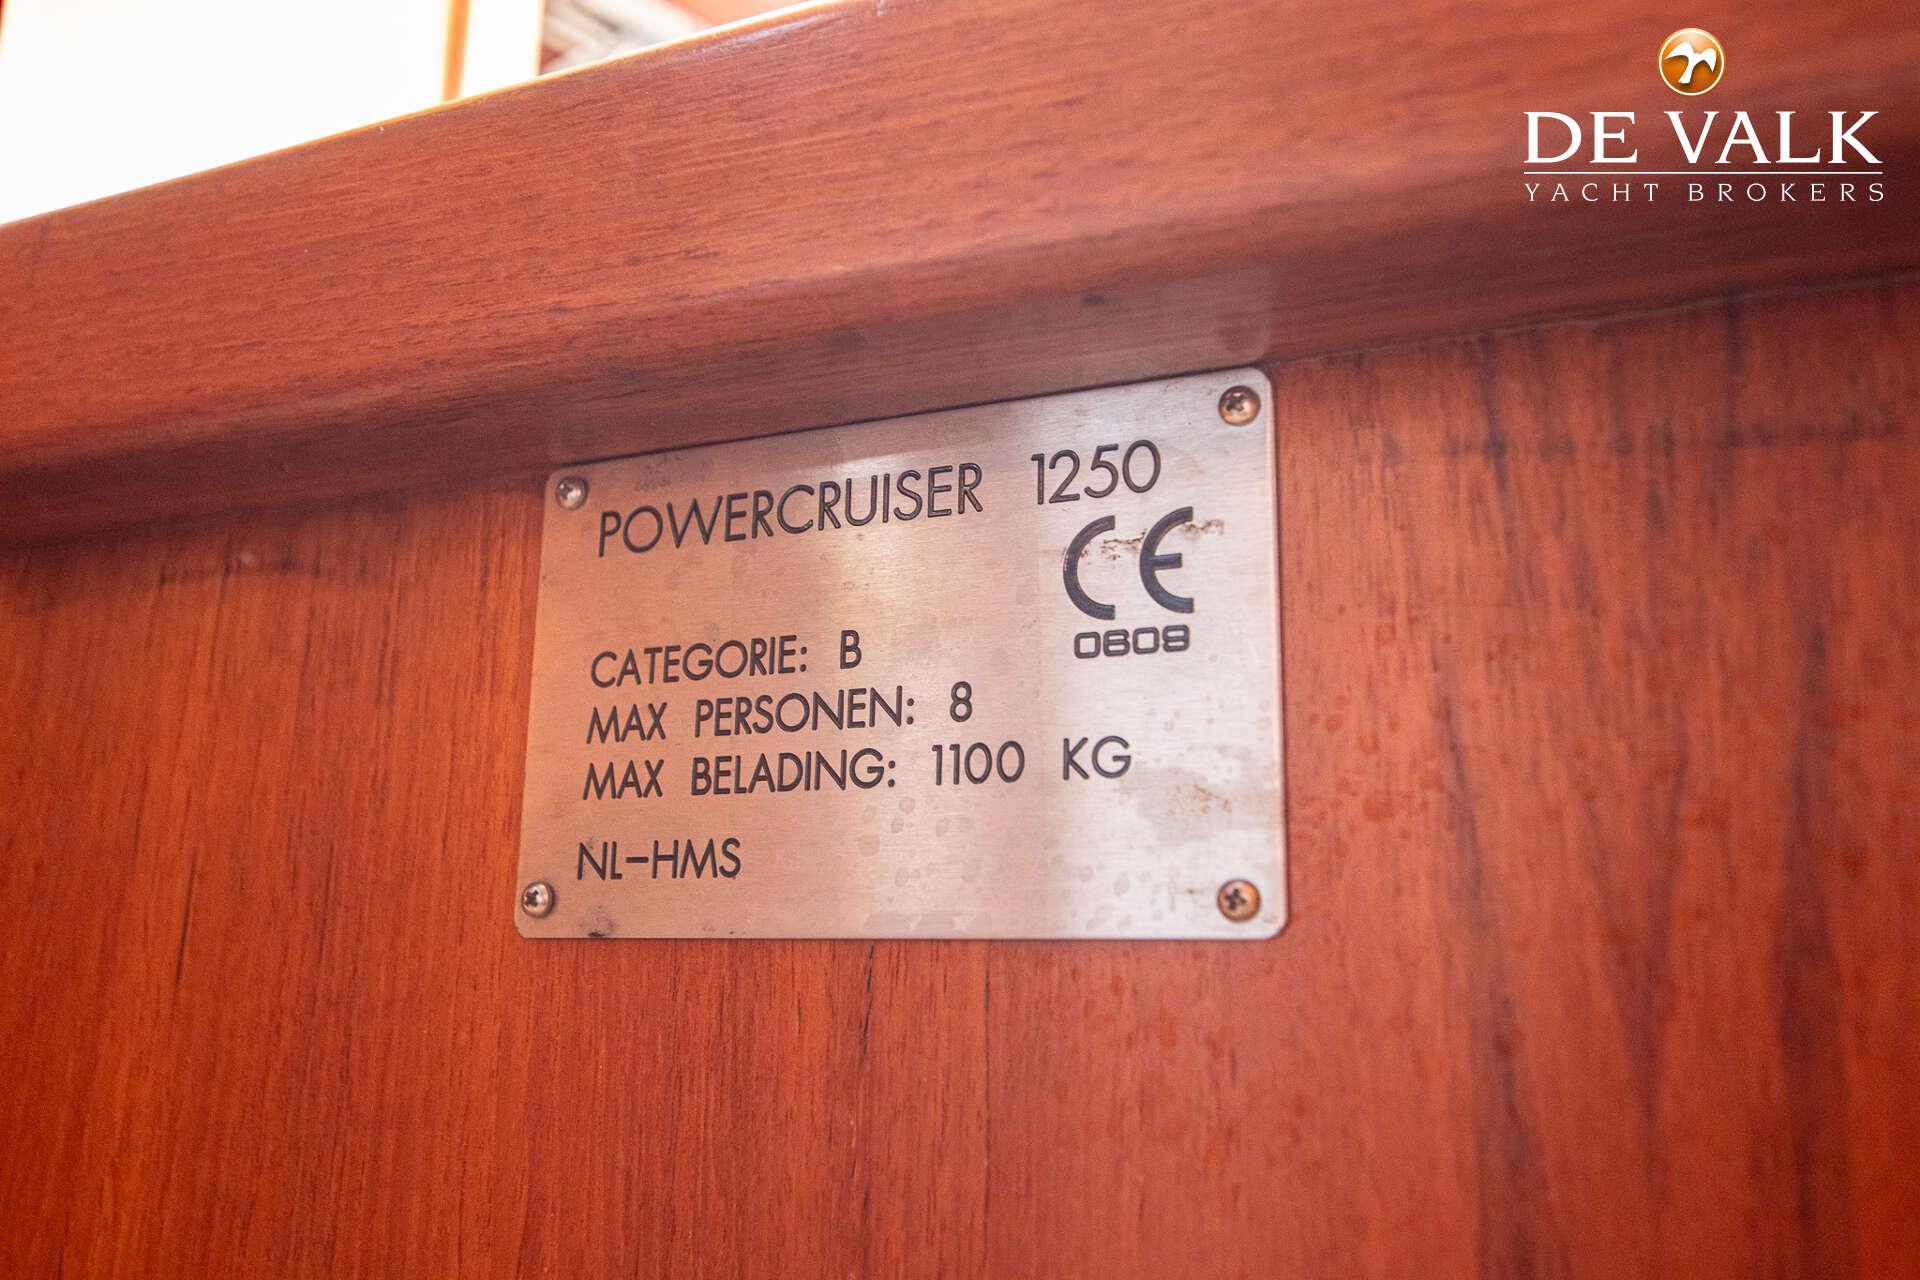 DE VALK
YACHT BROKERS
POWERCRUISER 1250
CE
0609
CATEGORIE: B
MAX PERSONEN: 8
MAX BELADING: 1100 KG
NL-HMS